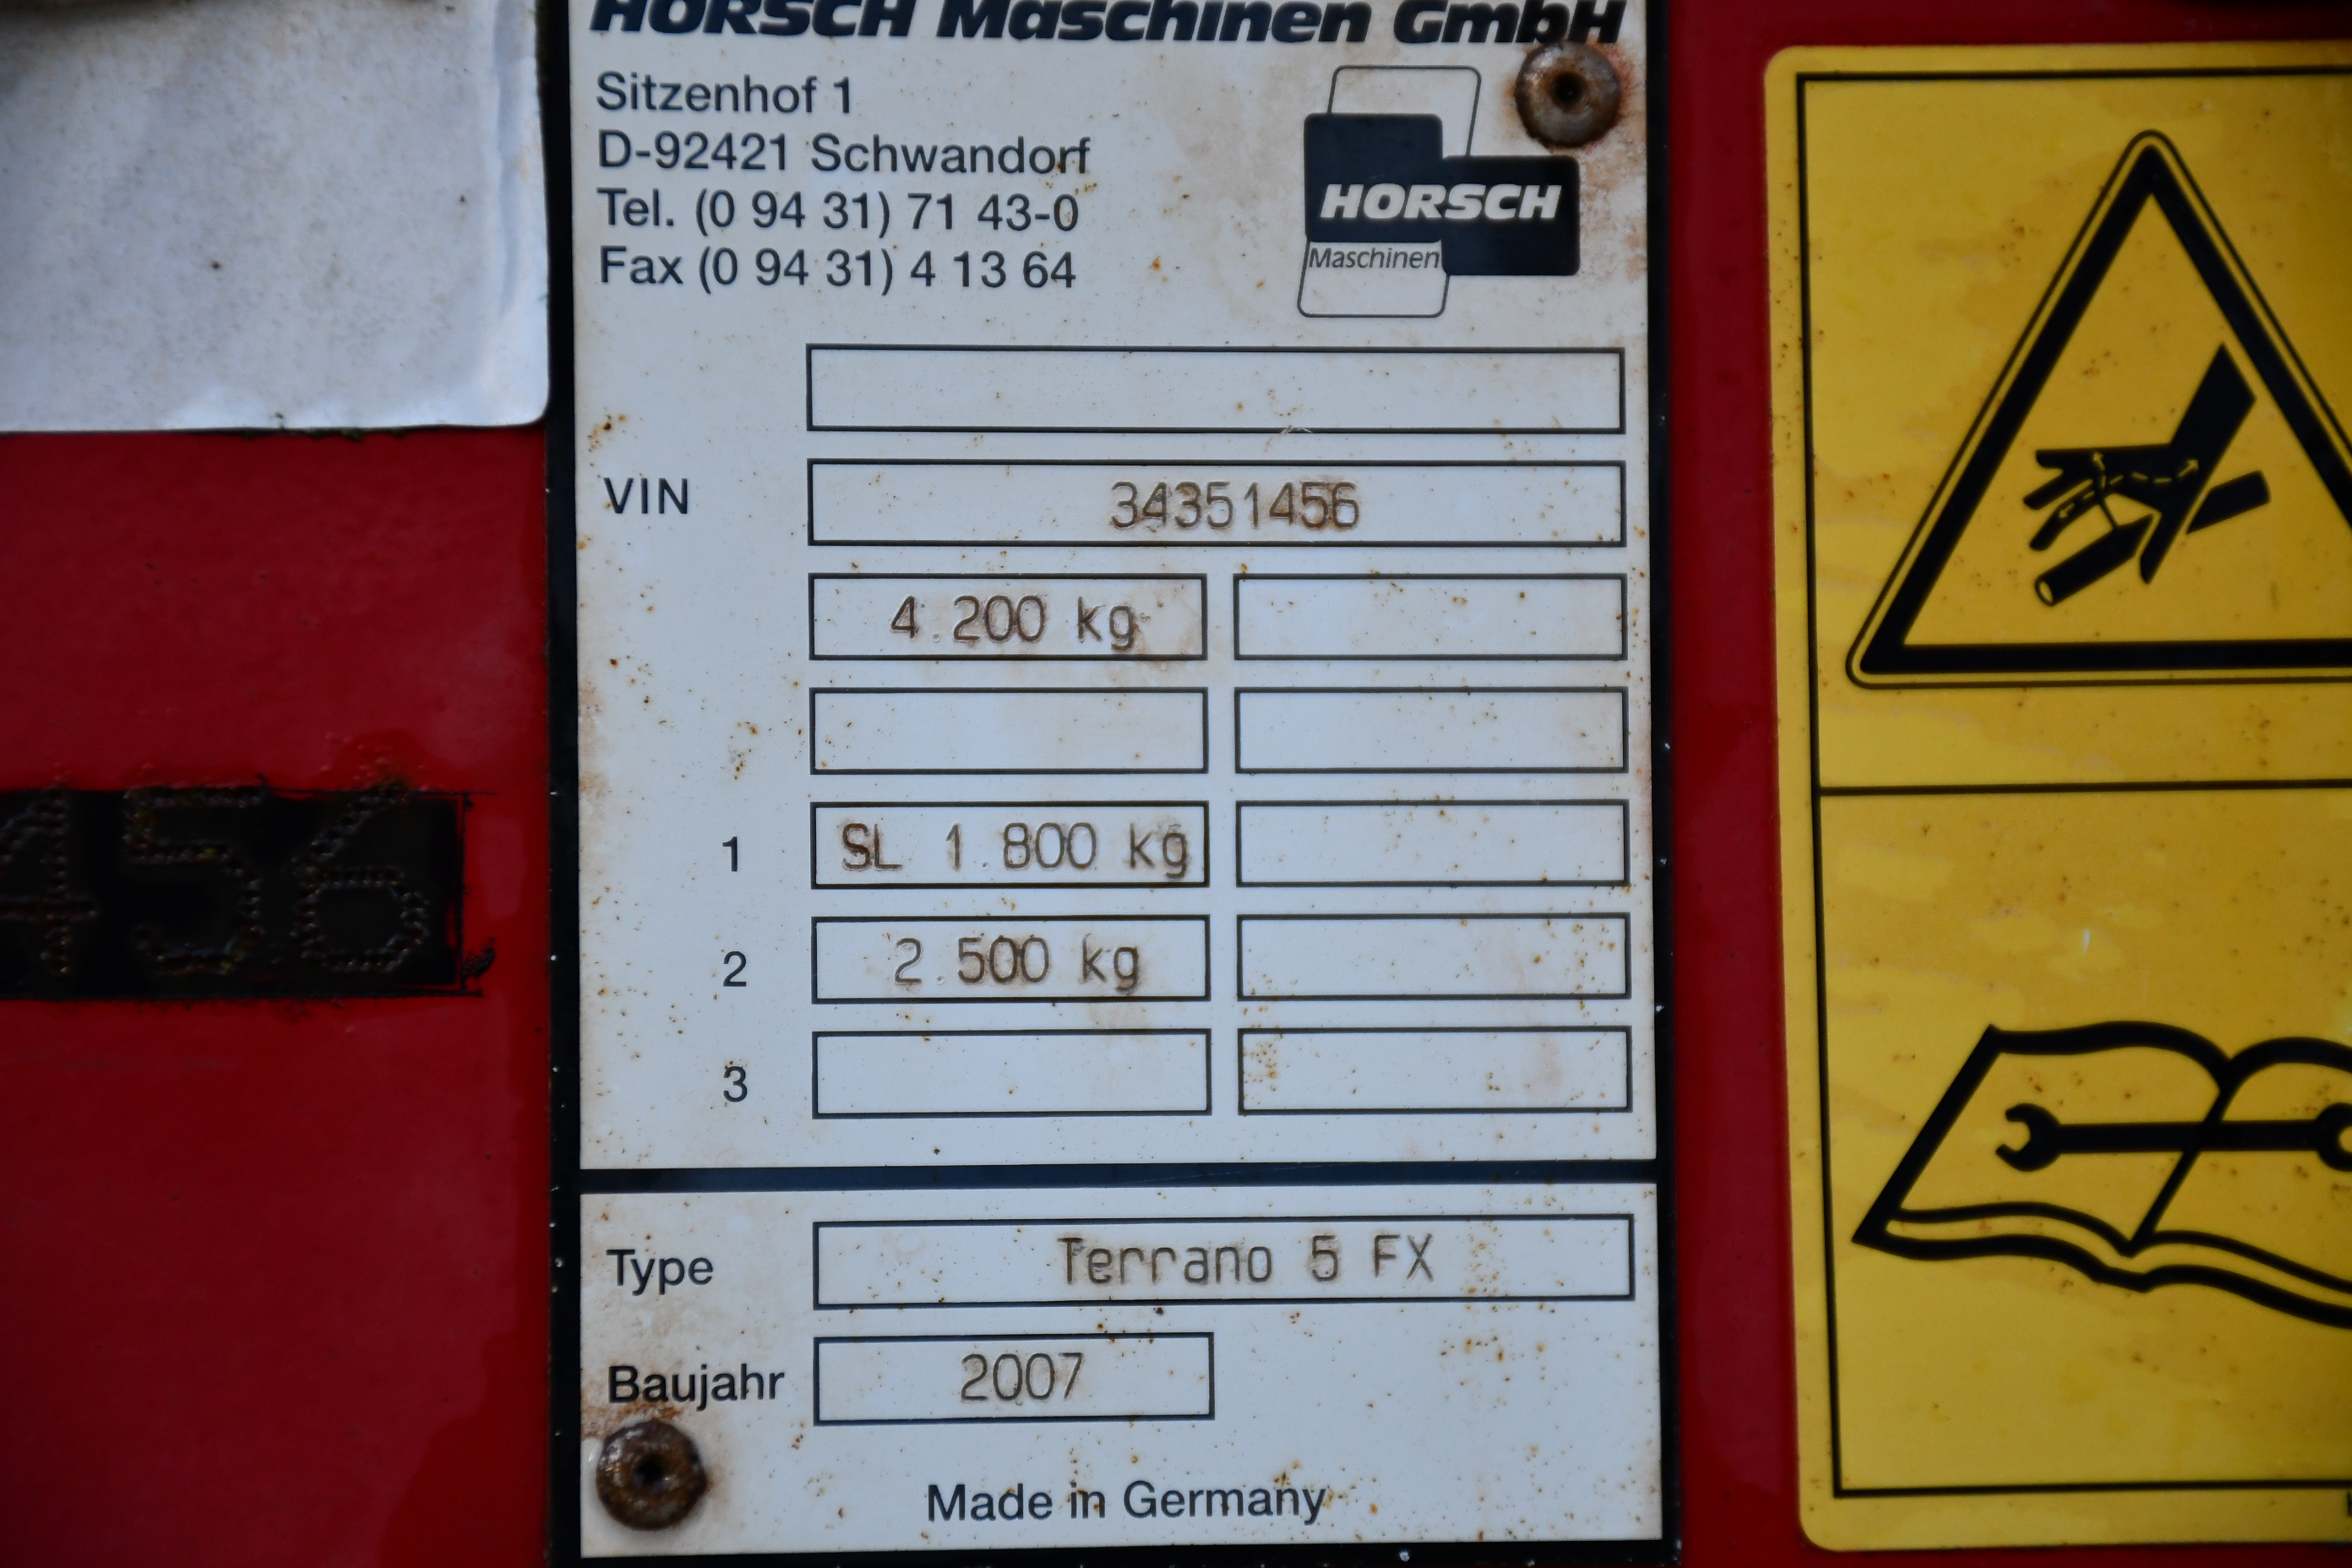 HORSCH Maschinen GmbH
Sitzenhof 1
D-92421 Schwandorf
Tel. (0 94 31) 71 43-0
Fax (0 94 31) 4 13 64
HORSCH
Maschinen
VIN 34351456
4.200 kg
1 SL 1.800 kg
2 2.500 kg
3
Type Terrano 5 FX
Baujahr 2007
Made in Germany
456